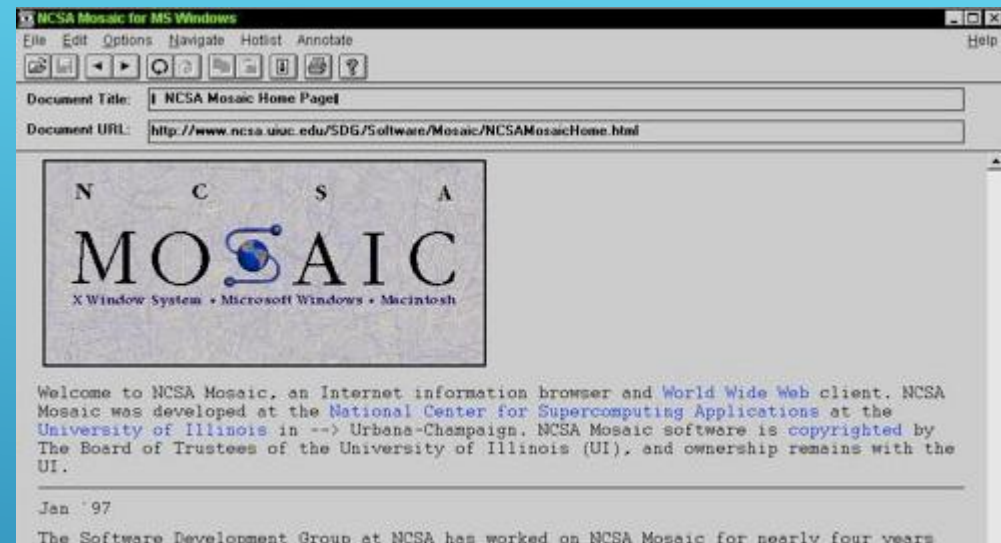 NCSA Mosaic for MS Windows
File Edit Options Navigate Hotlist Annotate Help
Document Title: NCSA Mosaic Home Page
Document URL: http://www.ncsa.uiuc.edu/SDG/Software/Mosaic/NCSAMosaicHome.html
N C S A
MOSAIC
X Window System • Microsoft Windows • Macintosh
Welcome to NCSA Mosaic, an Internet information browser and World Wide Web client. NCSA
Mosaic was developed at the National Center for Supercomputing Applications at the
University of Illinois in --> Urbana-Champaign. NCSA Mosaic software is copyrighted by
The Board of Trustees of the University of Illinois (UI), and ownership remains with the
UI.
Jan `97
The Software Development Group at NCSA has worked on NCSA Mosaic for nearly four years